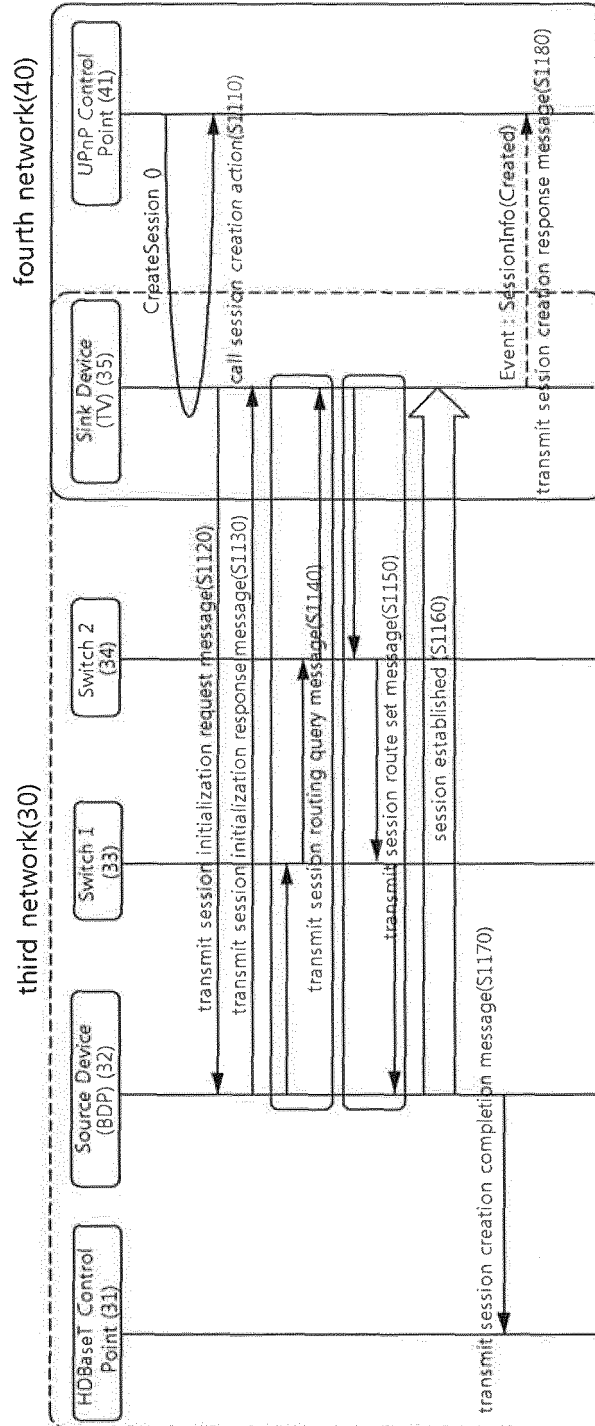 third network(30)
fourth network(40)
HDBaseT Control
Point (31)
Source Device
(BDP) (32)
Switch 1
(33)
Switch 2
(34)
Sink Device
(TV) (35)
UPnP Control
Point (41)
CreateSession ()
call session creation action(S1110)
transmit session initialization request message(S1120)
transmit session initialization response message(S1130)
transmit session routing query message(S1140)
transmit session route set message(S1150)
session established (S1160)
transmit session creation completion message(S1170)
Event : SessionInfo(Created)
transmit session creation response message(S1180)